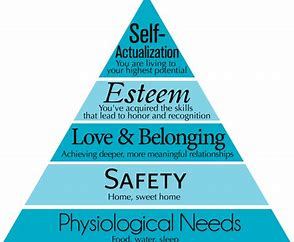 Self-
Actualization
You are living to
your highest potential
Esteem
You've acquired the skills
that lead to honor and recognition
Love & Belonging
Achieving deeper, more meaningful relationships
SAFETY
Home, sweet home
Physiological Needs
Food, water, sleep